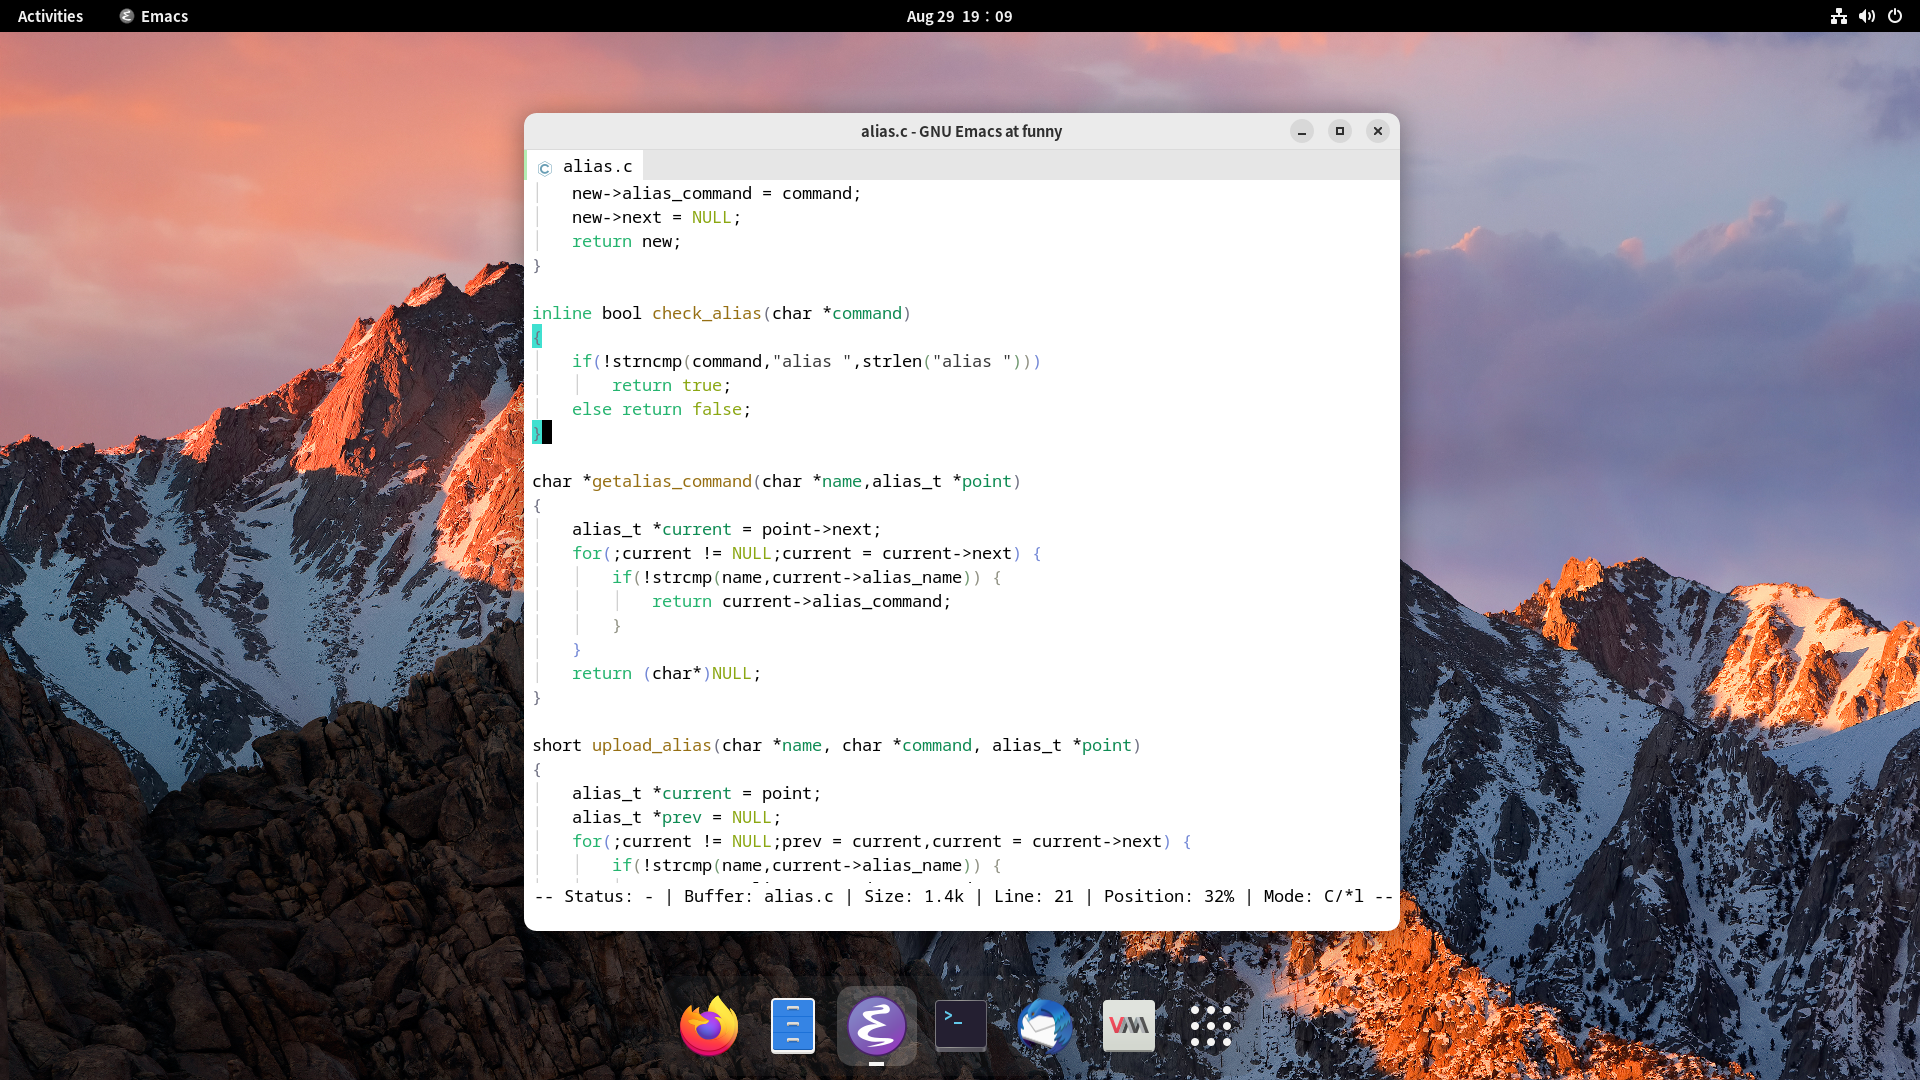 Activities Emacs Aug 29 19:09
alias.c - GNU Emacs at funny
alias.c
new->alias_command = command;
new->next = NULL;
return new;
}
inline bool check_alias(char *command)
{
if(!strncmp(command,"alias ",strlen("alias ")))
return true;
else return false;
}
char *getalias_command(char *name,alias_t *point)
{
alias_t *current = point->next;
for(;current != NULL;current = current->next) {
if(!strcmp(name,current->alias_name)) {
return current->alias_command;
}
}
return (char*)NULL;
}
short upload_alias(char *name, char *command, alias_t *point)
{
alias_t *current = point;
alias_t *prev = NULL;
for(;current != NULL;prev = current,current = current->next) {
if(!strcmp(name,current->alias_name)) {
-- Status: - | Buffer: alias.c | Size: 1.4k | Line: 21 | Position: 32% | Mode: C/*l --
>_
VM